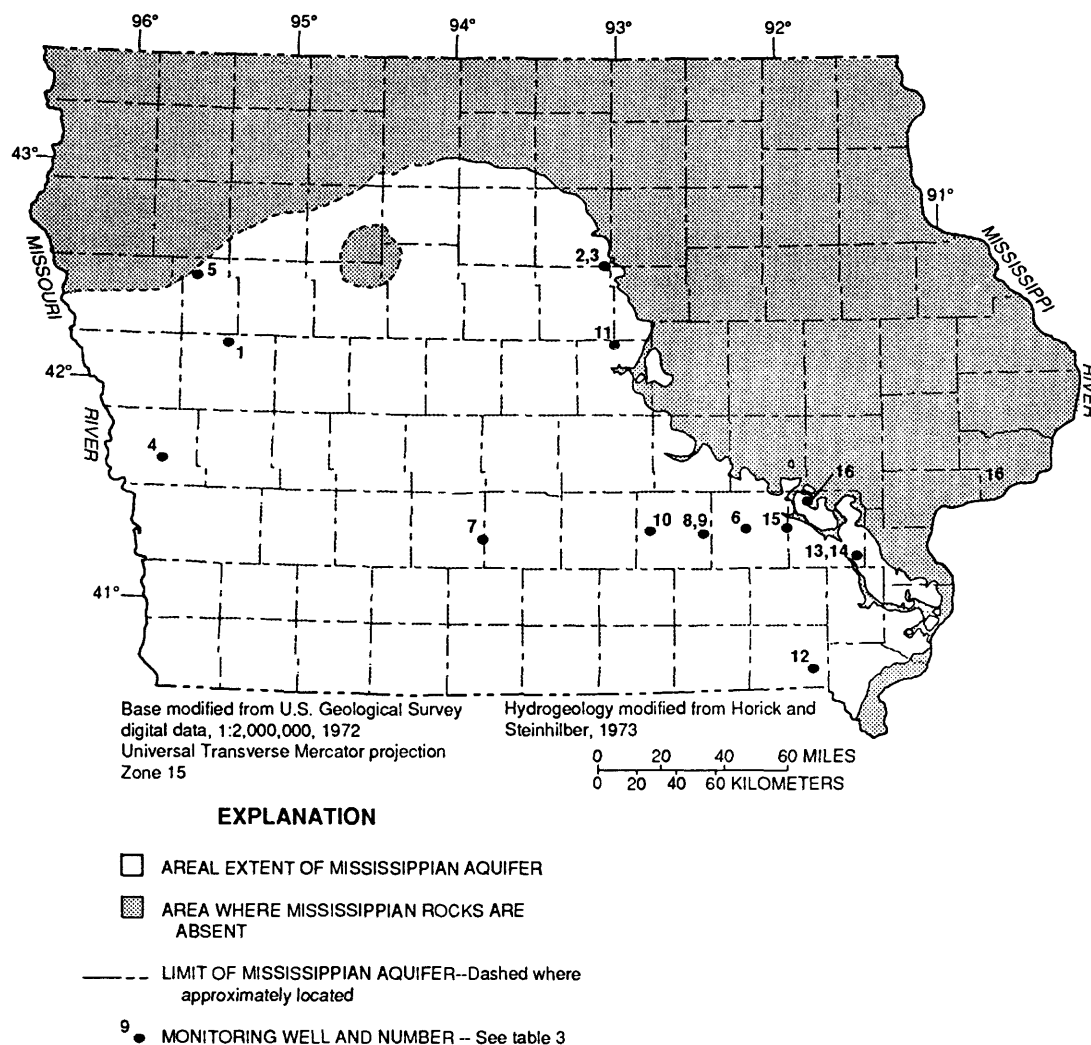 96°
95°
94°
93°
92°
43°
91°
MISSOURI
MISSISSIPPI
5
2,3
11
1
42°
RIVER
RIVER
4
16
16
7
10
8,9
6
15
13,14
41°
12
Base modified from U.S. Geological Survey
digital data, 1:2,000,000, 1972
Universal Transverse Mercator projection
Zone 15
Hydrogeology modified from Horick and
Steinhilber, 1973
0 20 40 60 MILES
0 20 40 60 KILOMETERS
EXPLANATION
AREAL EXTENT OF MISSISSIPPIAN AQUIFER
AREA WHERE MISSISSIPPIAN ROCKS ARE
ABSENT
LIMIT OF MISSISSIPPIAN AQUIFER--Dashed where
approximately located
9 MONITORING WELL AND NUMBER -- See table 3